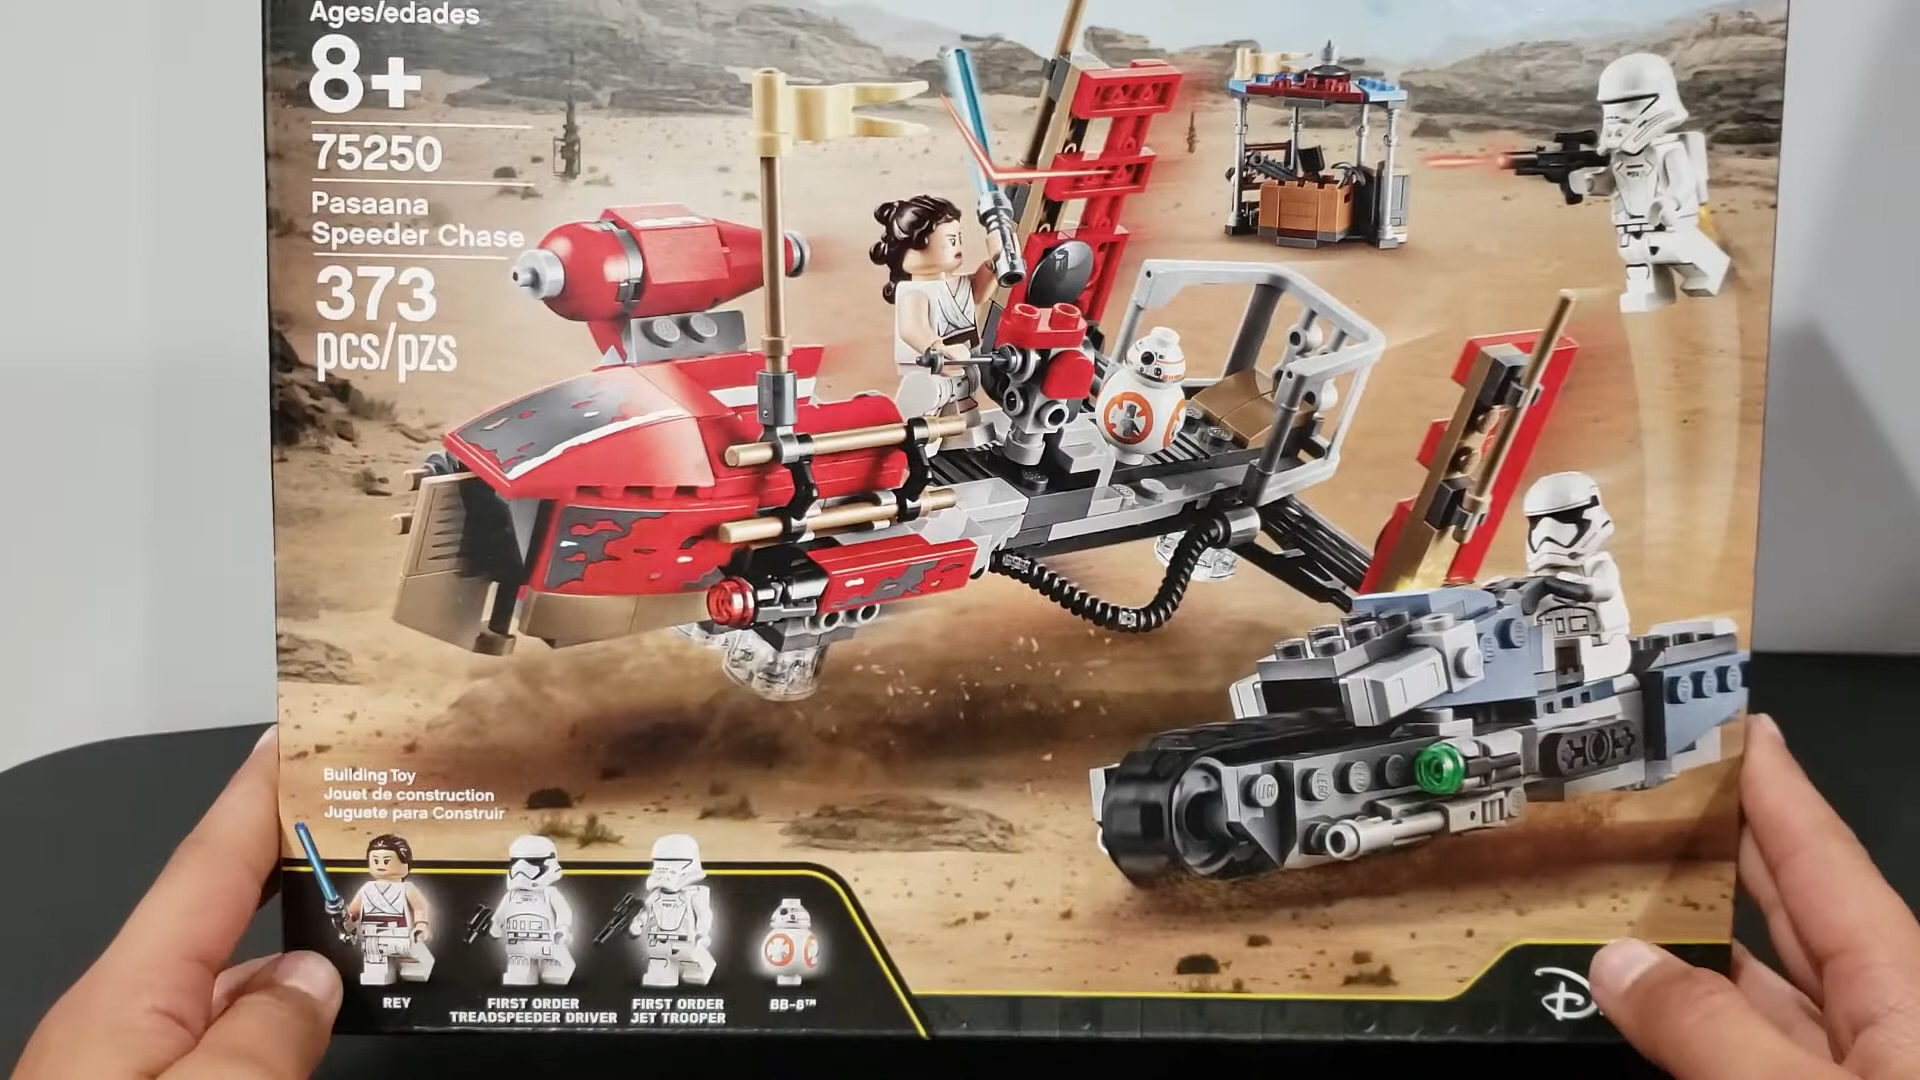 Ages/edades
8+
75250
Pasaana
Speeder Chase
373
pcs/pzs
Building Toy
Jouet de construction
Juguete para Construir
REY
FIRST ORDER
TREADSPEEDER DRIVER
FIRST ORDER
JET TROOPER
BB-8™